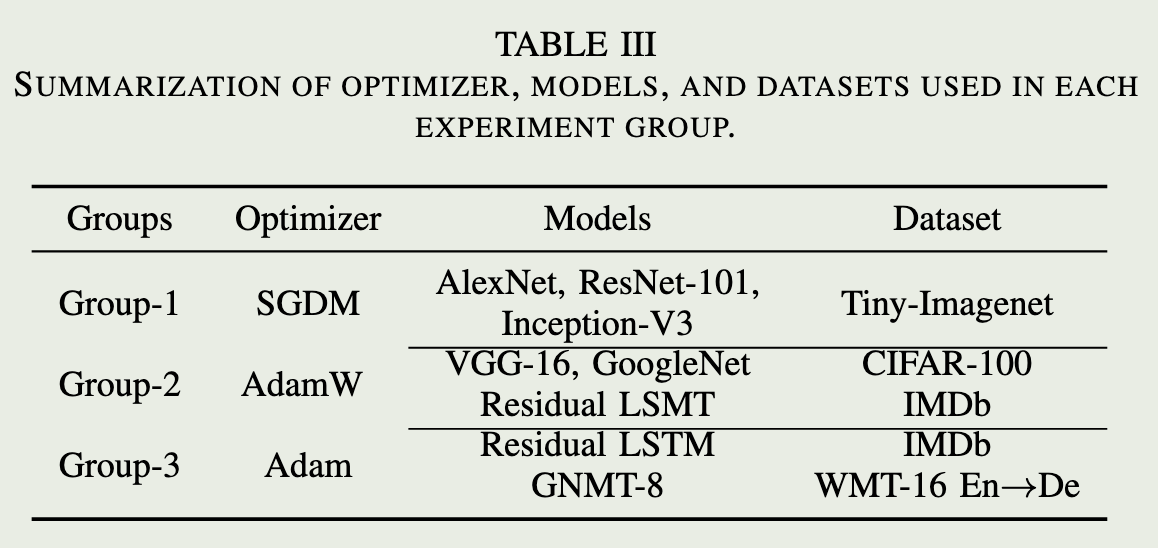 TABLE III
SUMMARIZATION OF OPTIMIZER, MODELS, AND DATASETS USED IN EACH
EXPERIMENT GROUP.
Groups Optimizer Models Dataset
Group-1 SGDM AlexNet, ResNet-101, Tiny-Imagenet
Inception-V3
Group-2 AdamW VGG-16, GoogleNet CIFAR-100
Residual LSMT IMDb
Group-3 Adam Residual LSTM IMDb
GNMT-8 WMT-16 En→De